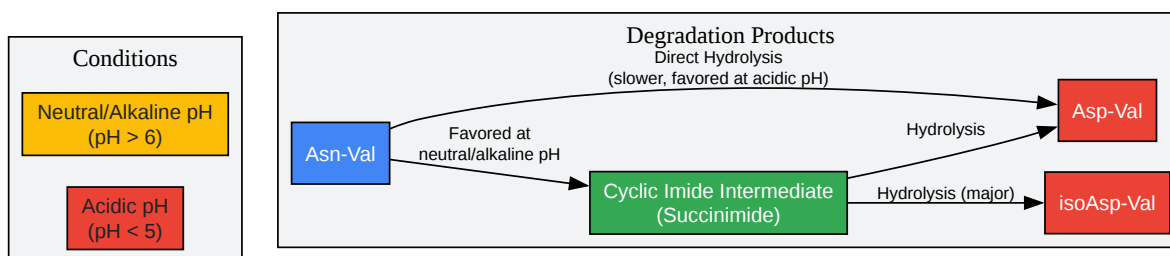 Conditions
Neutral/Alkaline pH
(pH > 6)
Acidic pH
(pH < 5)
Degradation Products
Direct Hydrolysis
(slower, favored at acidic pH)
Asn-Val
Favored at
neutral/alkaline pH
Cyclic Imide Intermediate
(Succinimide)
Hydrolysis
Hydrolysis (major)
Asp-Val
isoAsp-Val